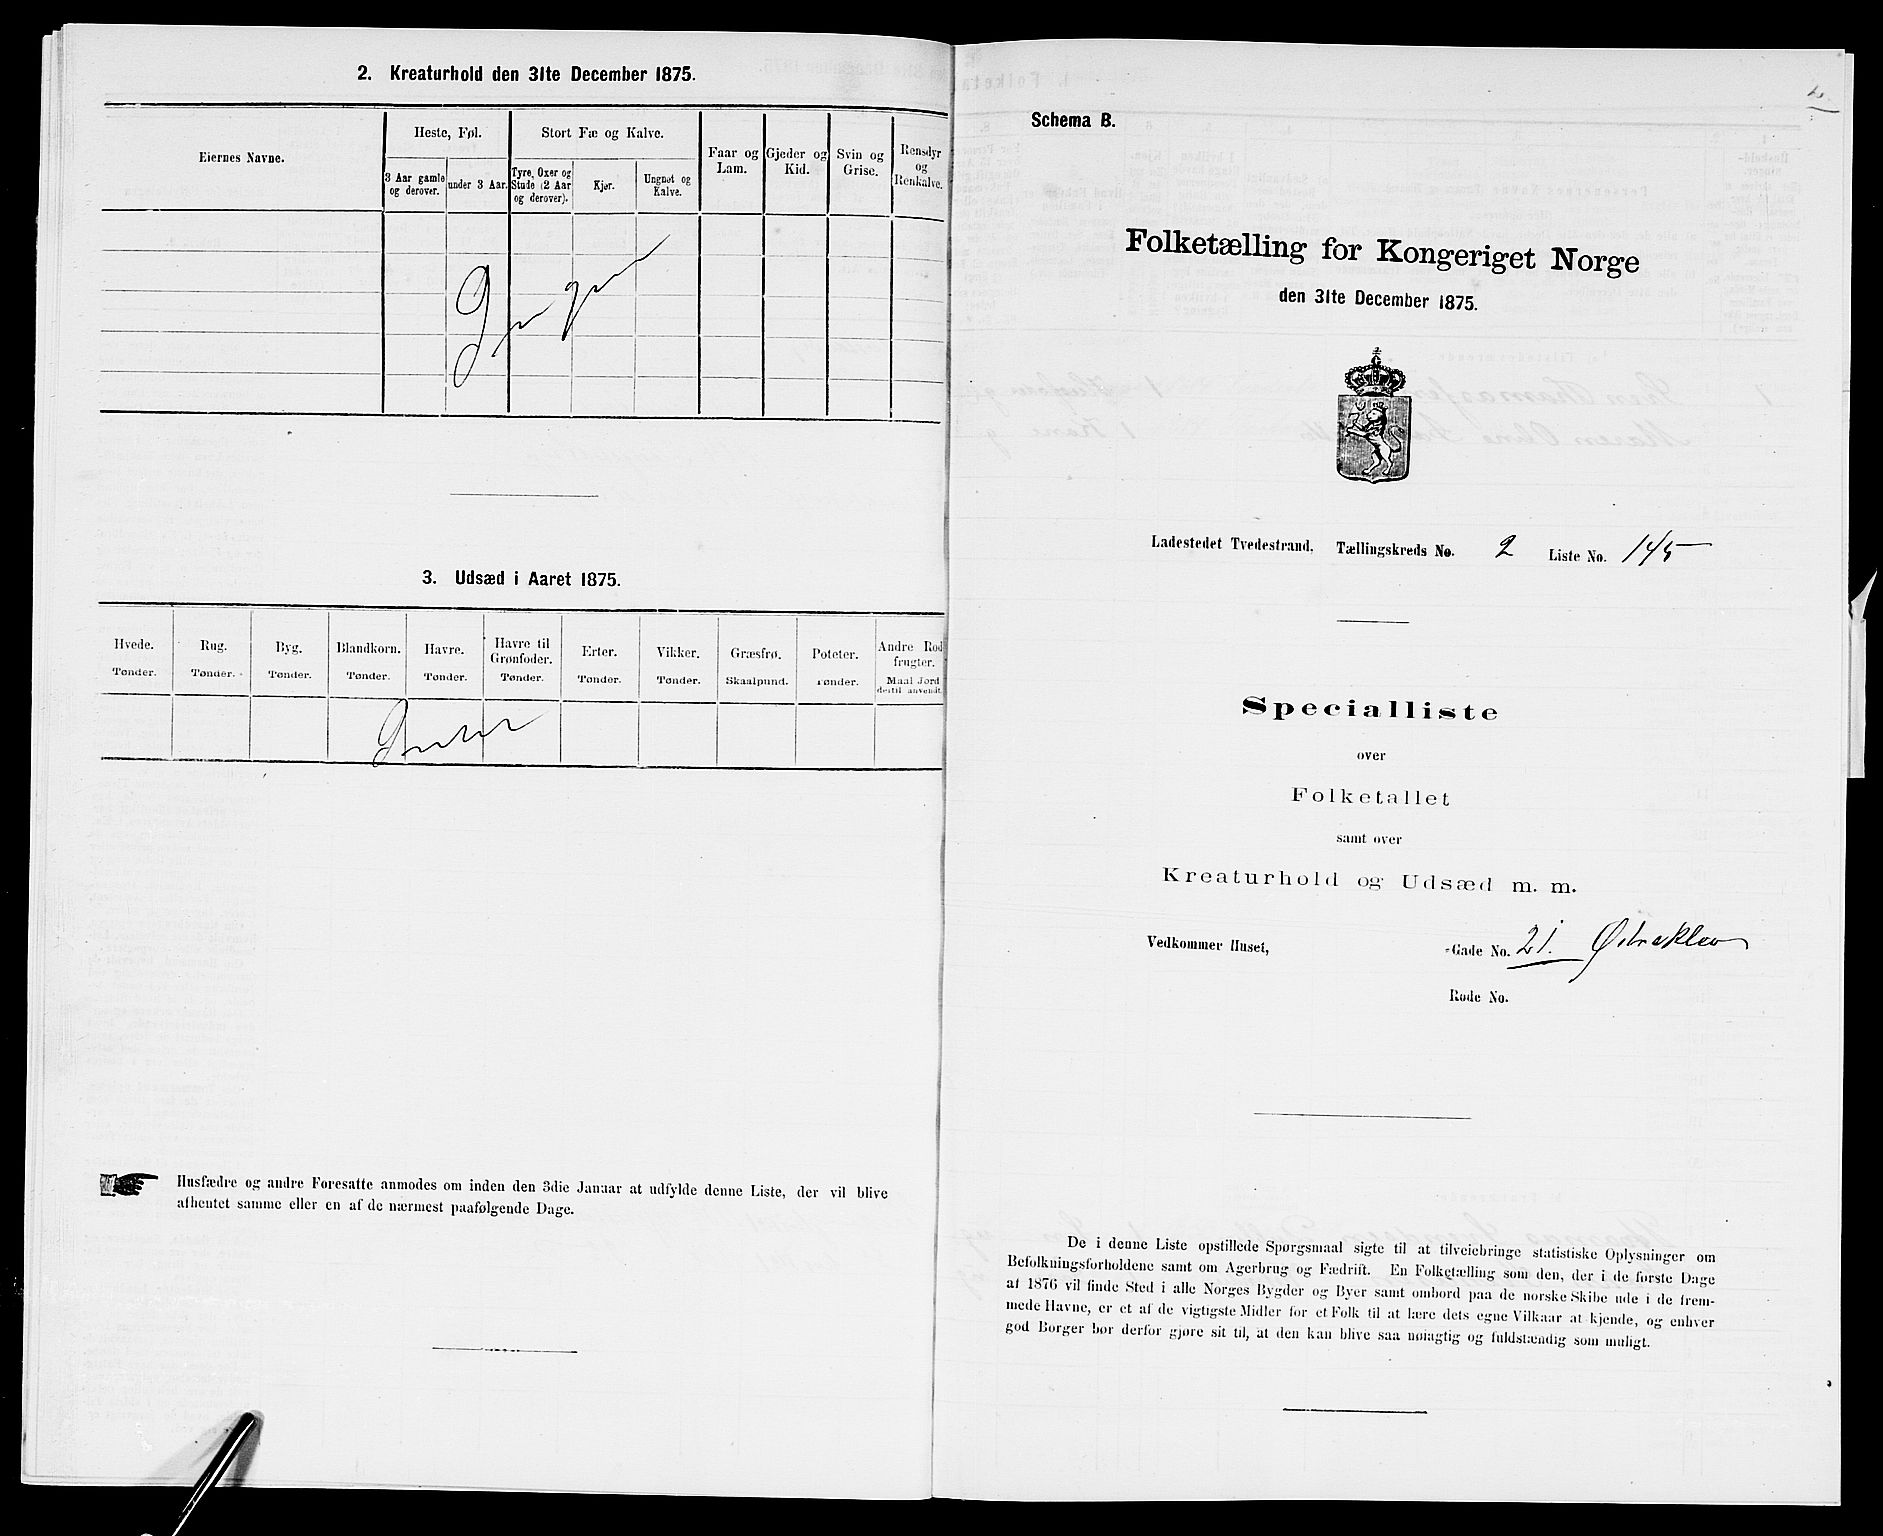 2. Kreaturhold den 31te December 1875.
Eiernes Navne.
Heste, Føl.
Stort Fæ og Kalve.
Faar og
Lam.
Gjeder og
Kid.
Svin og
Grise.
Rensdyr
og
Renkalve.
3 Aar gamle
og derover.
under 3 Aar.
Tyre, Oxer og
Stude (2 Aar
og derover).
Kjør.
Ungnøt og
Kalve.
3. Udsæd i Aaret 1875.
Hvede.
Tønder.
Rug.
Tønder.
Byg.
Tønder.
Blandkorn.
Tønder.
Havre.
Tønder.
Havre til
Grønfoder.
Tønder.
Erter.
Tønder.
Vikker.
Tønder.
Græsfrø.
Skaalpund.
Poteter.
Tønder.
Andre Rod
frugter.
Maal Jord
dertil anvendt.
Husfædre og andre Foresatte anmodes om inden den 3die Januar at udfylde denne Liste, der vil blive
afhentet samme eller en af de nærmest paafølgende Dage.
Schema B.
Folketælling for Kongeriget Norge
den 31te December 1875.
Ladestedet Tvedestrand. Tællingskreds No. 2 Liste No. 145
Specialliste
over
Folketallet
samt over
Kreaturhold og Udsæd m. m.
Vedkommer Huset, -Gade No. 21. Østreklev
Rode No.
De i denne Liste opstillede Spørgsmaal sigte til at tilveiebringe statistiske Oplysninger om
Befolkningsforholdene samt om Agerbrug og Fædrift. En Folketælling som den, der i de første Dage
af 1876 vil finde Sted i alle Norges Bygder og Byer samt ombord paa de norske Skibe ude i de frem-
mede Havne, er et af de vigtigste Midler for et Folk til at lære dets egne Vilkaar at kjende, og enhver
god Borger bør derfor gjøre sit til, at den kan blive saa nøiagtig og fuldstændig som muligt.